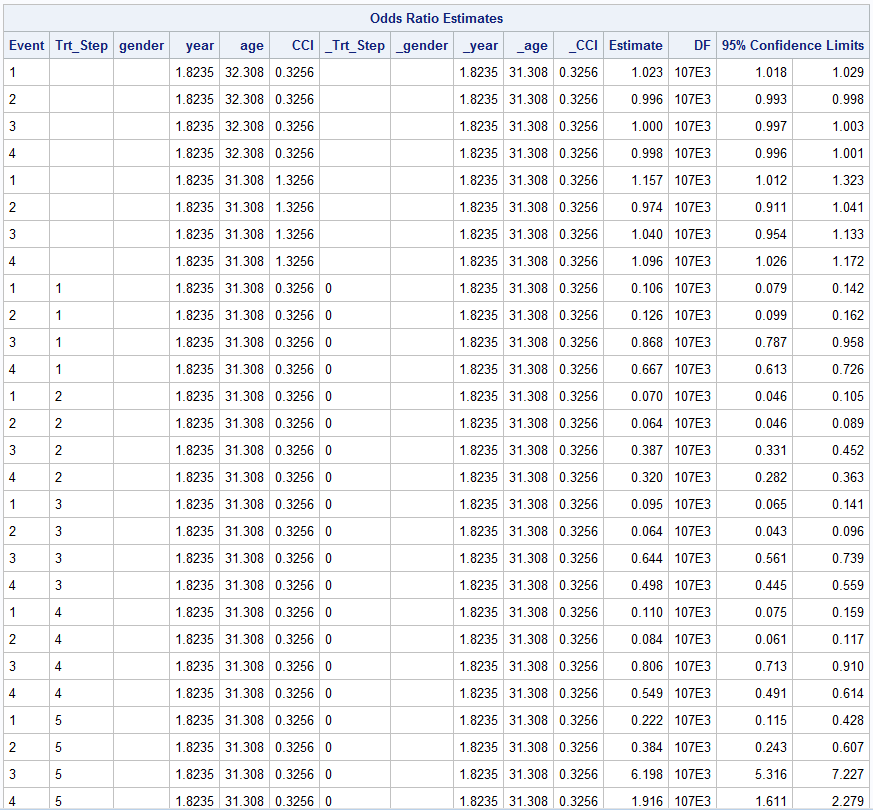 Odds Ratio Estimates
Event Trt_Step gender year age CCI _Trt_Step _gender _year _age _CCI Estimate DF 95% Confidence Limits
1 1.8235 32.308 0.3256 1.8235 31.308 0.3256 1.023 107E3 1.018 1.029
2 1.8235 32.308 0.3256 1.8235 31.308 0.3256 0.996 107E3 0.993 0.998
3 1.8235 32.308 0.3256 1.8235 31.308 0.3256 1.000 107E3 0.997 1.003
4 1.8235 32.308 0.3256 1.8235 31.308 0.3256 0.998 107E3 0.996 1.001
1 1.8235 31.308 1.3256 1.8235 31.308 0.3256 1.157 107E3 1.012 1.323
2 1.8235 31.308 1.3256 1.8235 31.308 0.3256 0.974 107E3 0.911 1.041
3 1.8235 31.308 1.3256 1.8235 31.308 0.3256 1.040 107E3 0.954 1.133
4 1.8235 31.308 1.3256 1.8235 31.308 0.3256 1.096 107E3 1.026 1.172
1 1 1.8235 31.308 0.3256 0 1.8235 31.308 0.3256 0.106 107E3 0.079 0.142
2 1 1.8235 31.308 0.3256 0 1.8235 31.308 0.3256 0.126 107E3 0.099 0.162
3 1 1.8235 31.308 0.3256 0 1.8235 31.308 0.3256 0.868 107E3 0.787 0.958
4 1 1.8235 31.308 0.3256 0 1.8235 31.308 0.3256 0.667 107E3 0.613 0.726
1 2 1.8235 31.308 0.3256 0 1.8235 31.308 0.3256 0.070 107E3 0.046 0.105
2 2 1.8235 31.308 0.3256 0 1.8235 31.308 0.3256 0.064 107E3 0.046 0.089
3 2 1.8235 31.308 0.3256 0 1.8235 31.308 0.3256 0.387 107E3 0.331 0.452
4 2 1.8235 31.308 0.3256 0 1.8235 31.308 0.3256 0.320 107E3 0.282 0.363
1 3 1.8235 31.308 0.3256 0 1.8235 31.308 0.3256 0.095 107E3 0.065 0.141
2 3 1.8235 31.308 0.3256 0 1.8235 31.308 0.3256 0.064 107E3 0.043 0.096
3 3 1.8235 31.308 0.3256 0 1.8235 31.308 0.3256 0.644 107E3 0.561 0.739
4 3 1.8235 31.308 0.3256 0 1.8235 31.308 0.3256 0.498 107E3 0.445 0.559
1 4 1.8235 31.308 0.3256 0 1.8235 31.308 0.3256 0.110 107E3 0.075 0.159
2 4 1.8235 31.308 0.3256 0 1.8235 31.308 0.3256 0.084 107E3 0.061 0.117
3 4 1.8235 31.308 0.3256 0 1.8235 31.308 0.3256 0.806 107E3 0.713 0.910
4 4 1.8235 31.308 0.3256 0 1.8235 31.308 0.3256 0.549 107E3 0.491 0.614
1 5 1.8235 31.308 0.3256 0 1.8235 31.308 0.3256 0.222 107E3 0.115 0.428
2 5 1.8235 31.308 0.3256 0 1.8235 31.308 0.3256 0.384 107E3 0.243 0.607
3 5 1.8235 31.308 0.3256 0 1.8235 31.308 0.3256 6.198 107E3 5.316 7.227
4 5 1.8235 31.308 0.3256 0 1.8235 31.308 0.3256 1.916 107E3 1.611 2.279